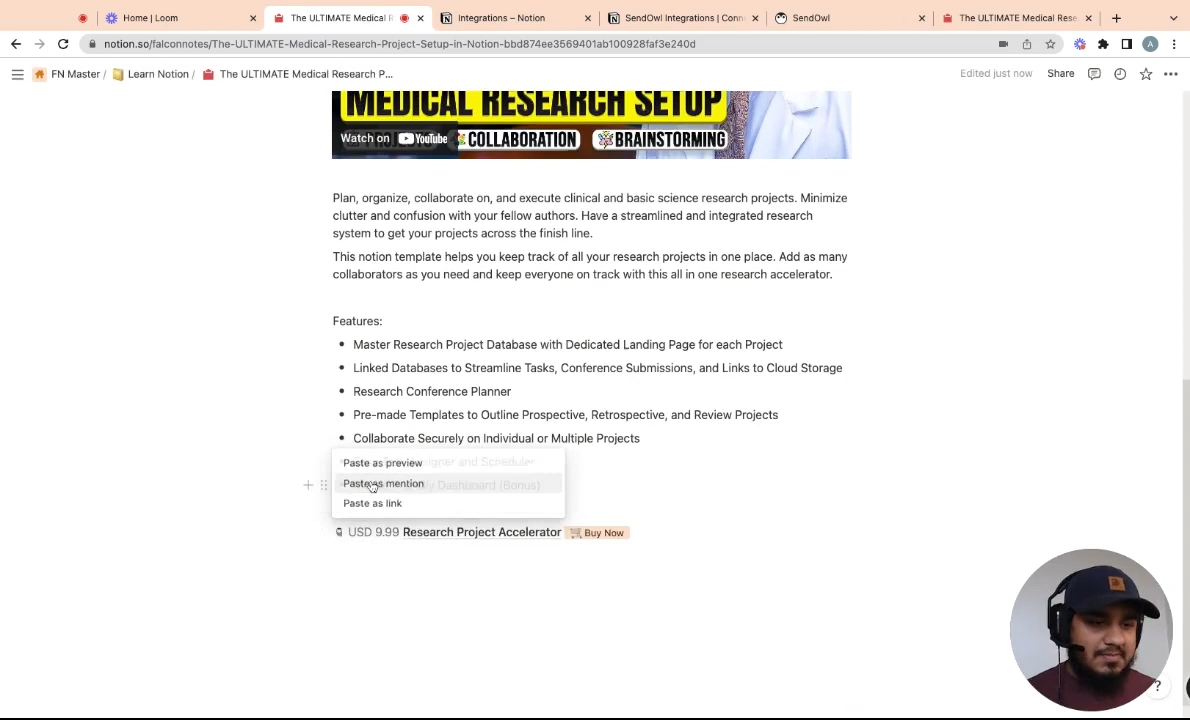 Home | Loom
The ULTIMATE Medical R
Integrations – Notion
SendOwl Integrations | Conn
SendOwl
The ULTIMATE Medical Rese
notion.so/falconnotes/The-ULTIMATE-Medical-Research-Project-Setup-in-Notion-bbd874ee3569401ab100928faf3e240d
A
FN Master / Learn Notion / The ULTIMATE Medical Research P...
Edited just now
Share
MEDICAL RESEARCH SETUP
Watch on YouTube
COLLABORATION
BRAINSTORMING
Plan, organize, collaborate on, and execute clinical and basic science research projects. Minimize
clutter and confusion with your fellow authors. Have a streamlined and integrated research
system to get your projects across the finish line.
This notion template helps you keep track of all your research projects in one place. Add as many
collaborators as you need and keep everyone on track with this all in one research accelerator.
Features:
• Master Research Project Database with Dedicated Landing Page for each Project
• Linked Databases to Streamline Tasks, Conference Submissions, and Links to Cloud Storage
• Research Conference Planner
• Pre-made Templates to Outline Prospective, Retrospective, and Review Projects
• Collaborate Securely on Individual or Multiple Projects
Paste as preview
and Scheduler
Paste as mention
Dashboard (Bonus)
Paste as link
USD 9.99 Research Project Accelerator Buy Now
?